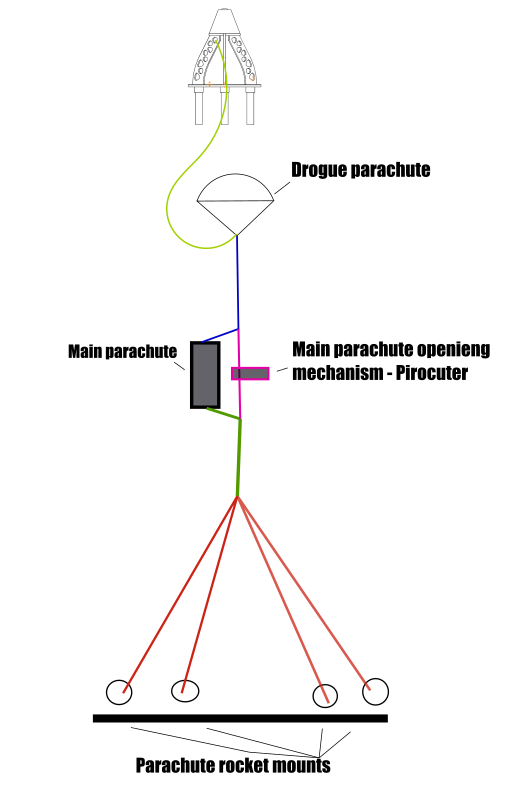 Drogue parachute
Main parachute
Main parachute openieng
mechanism - Pirocuter
Parachute rocket mounts